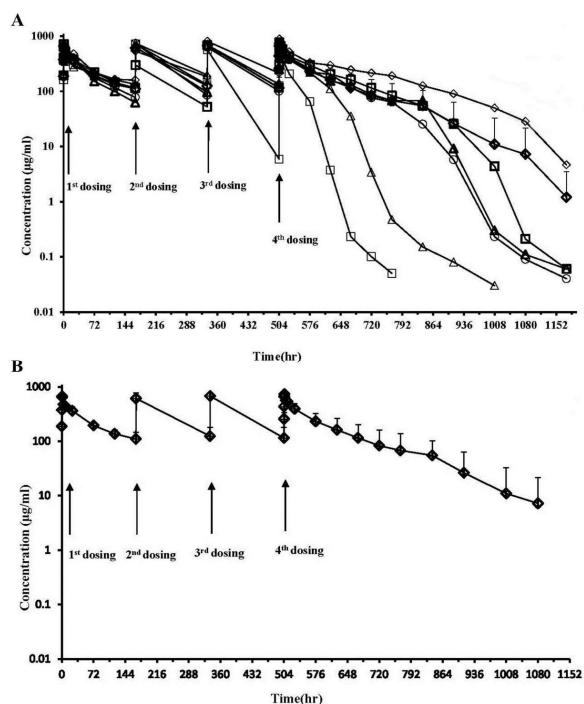 A
Concentration (µg/ml)
1000
100
10
1
0.1
0.01
1st dosing
2nd dosing
3rd dosing
4th dosing
0 72 144 216 288 360 432 504 576 648 720 792 864 936 1008 1080 1152
Time(hr)
B
Concentration (µg/ml)
1000
100
10
1
0.1
0.01
1st dosing
2nd dosing
3rd dosing
4th dosing
0 72 144 216 288 360 432 504 576 648 720 792 864 936 1008 1080 1152
Time(hr)